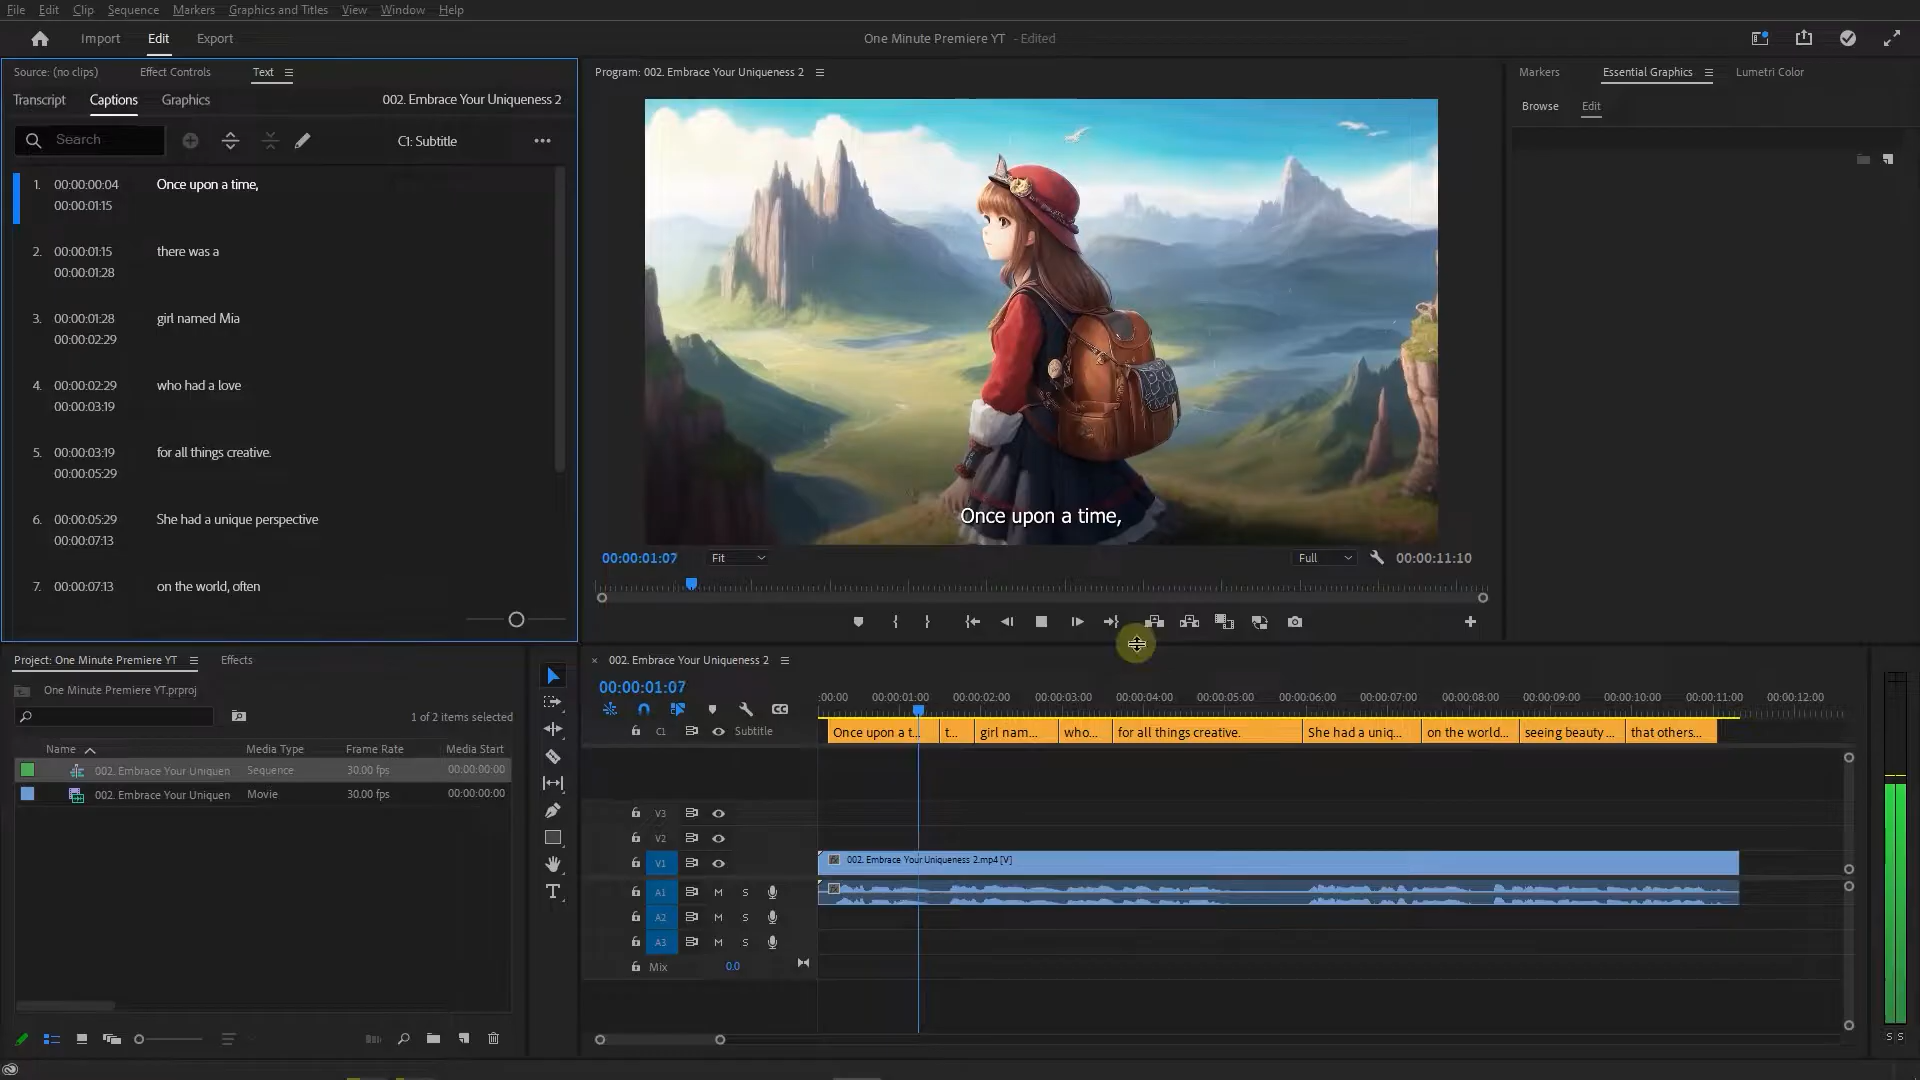 File Edit Clip Sequence Markers Graphics and Titles View Window Help
Import Edit Export
One Minute Premiere YT - Edited
Source: (no clips) Effect Controls Text
Transcript Captions Graphics 002. Embrace Your Uniqueness 2
Search
C1: Subtitle
1. 00:00:00:04 Once upon a time,
00:00:01:15
2. 00:00:01:15 there was a
00:00:01:28
3. 00:00:01:28 girl named Mia
00:00:02:29
4. 00:00:02:29 who had a love
00:00:03:19
5. 00:00:03:19 for all things creative.
00:00:05:29
6. 00:00:05:29 She had a unique perspective
00:00:07:13
7. 00:00:07:13 on the world, often
Program: 002. Embrace Your Uniqueness 2
Once upon a time,
00:00:01:07 Fit Full 00:00:11:10
Markers Essential Graphics Lumetri Color
Browse Edit
Project: One Minute Premiere YT Effects
One Minute Premiere YT.prproj
1 of 2 items selected
Name Media Type Frame Rate Media Start
002. Embrace Your Uniquen Sequence 30.00 fps 00:00:00:00
002. Embrace Your Uniquen Movie 30.00 fps 00:00:00:00
× 002. Embrace Your Uniqueness 2
00:00:01:07
:00:00 00:00:01:00 00:00:02:00 00:00:03:00 00:00:04:00 00:00:05:00 00:00:06:00 00:00:07:00 00:00:08:00 00:00:09:00 00:00:10:00 00:00:11:00 00:00:12:00
CC
C1 Subtitle Once upon a t... t... girl nam... who... for all things creative. She had a uniq... on the world... seeing beauty ... that others...
V3
V2
V1 002. Embrace Your Uniqueness 2.mp4 [V]
A1 M S
A2 M S
A3 M S
Mix 0.0
S S